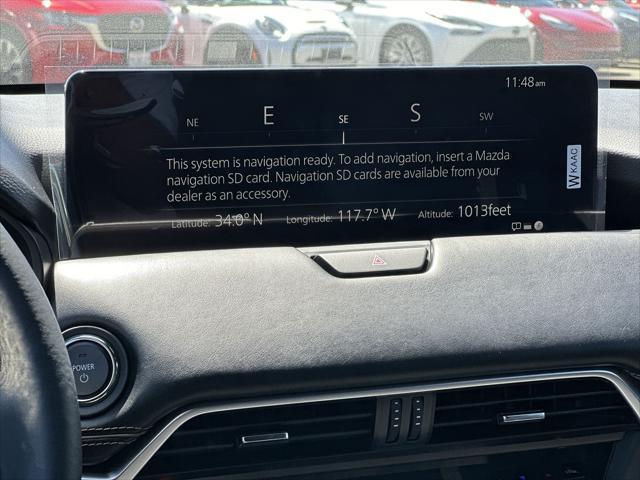 11:48am
NE E SE S SW
This system is navigation ready. To add navigation, insert a Mazda
navigation SD card. Navigation SD cards are available from your
dealer as an accessory.
Latitude: 34.0° N Longitude: 117.7° W Altitude: 1013feet
W KAAC
POWER